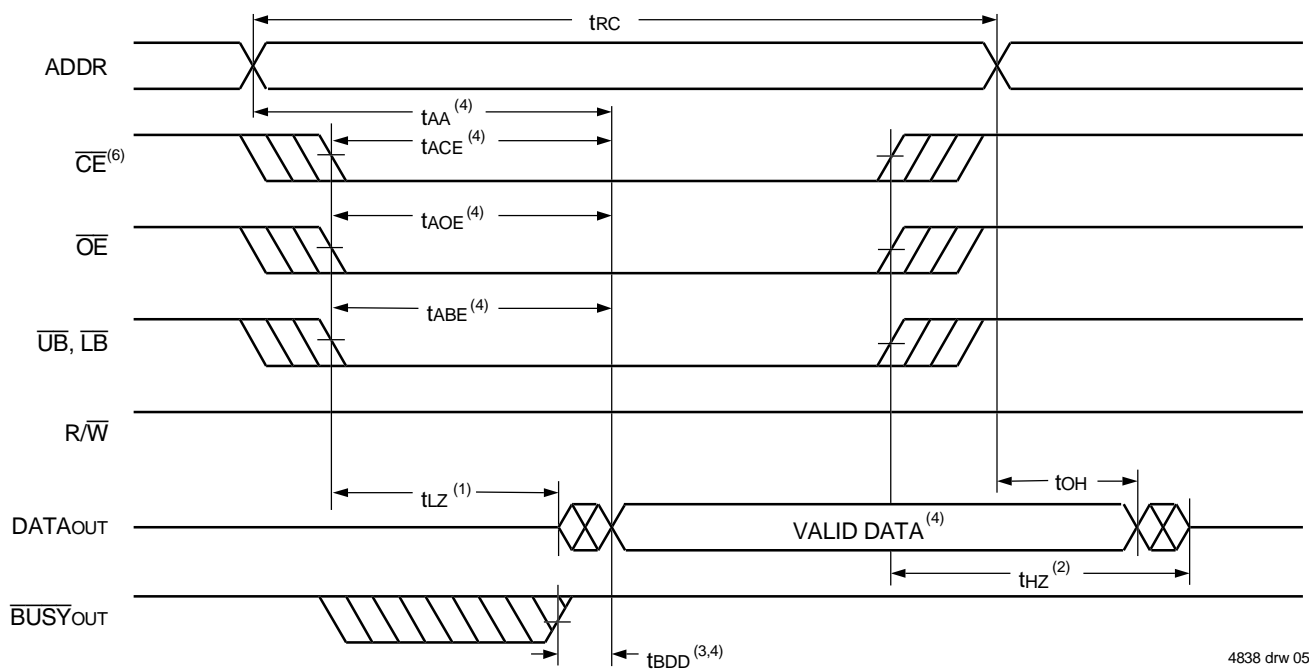 tRC
ADDR
tAA (4)
CE(6)
tACE (4)
OE
tAOE (4)
UB, LB
tABE (4)
R/W
tLZ (1)
tOH
DATAOUT
VALID DATA(4)
tHZ (2)
BUSYOUT
tBDD (3,4)
4838 drw 05